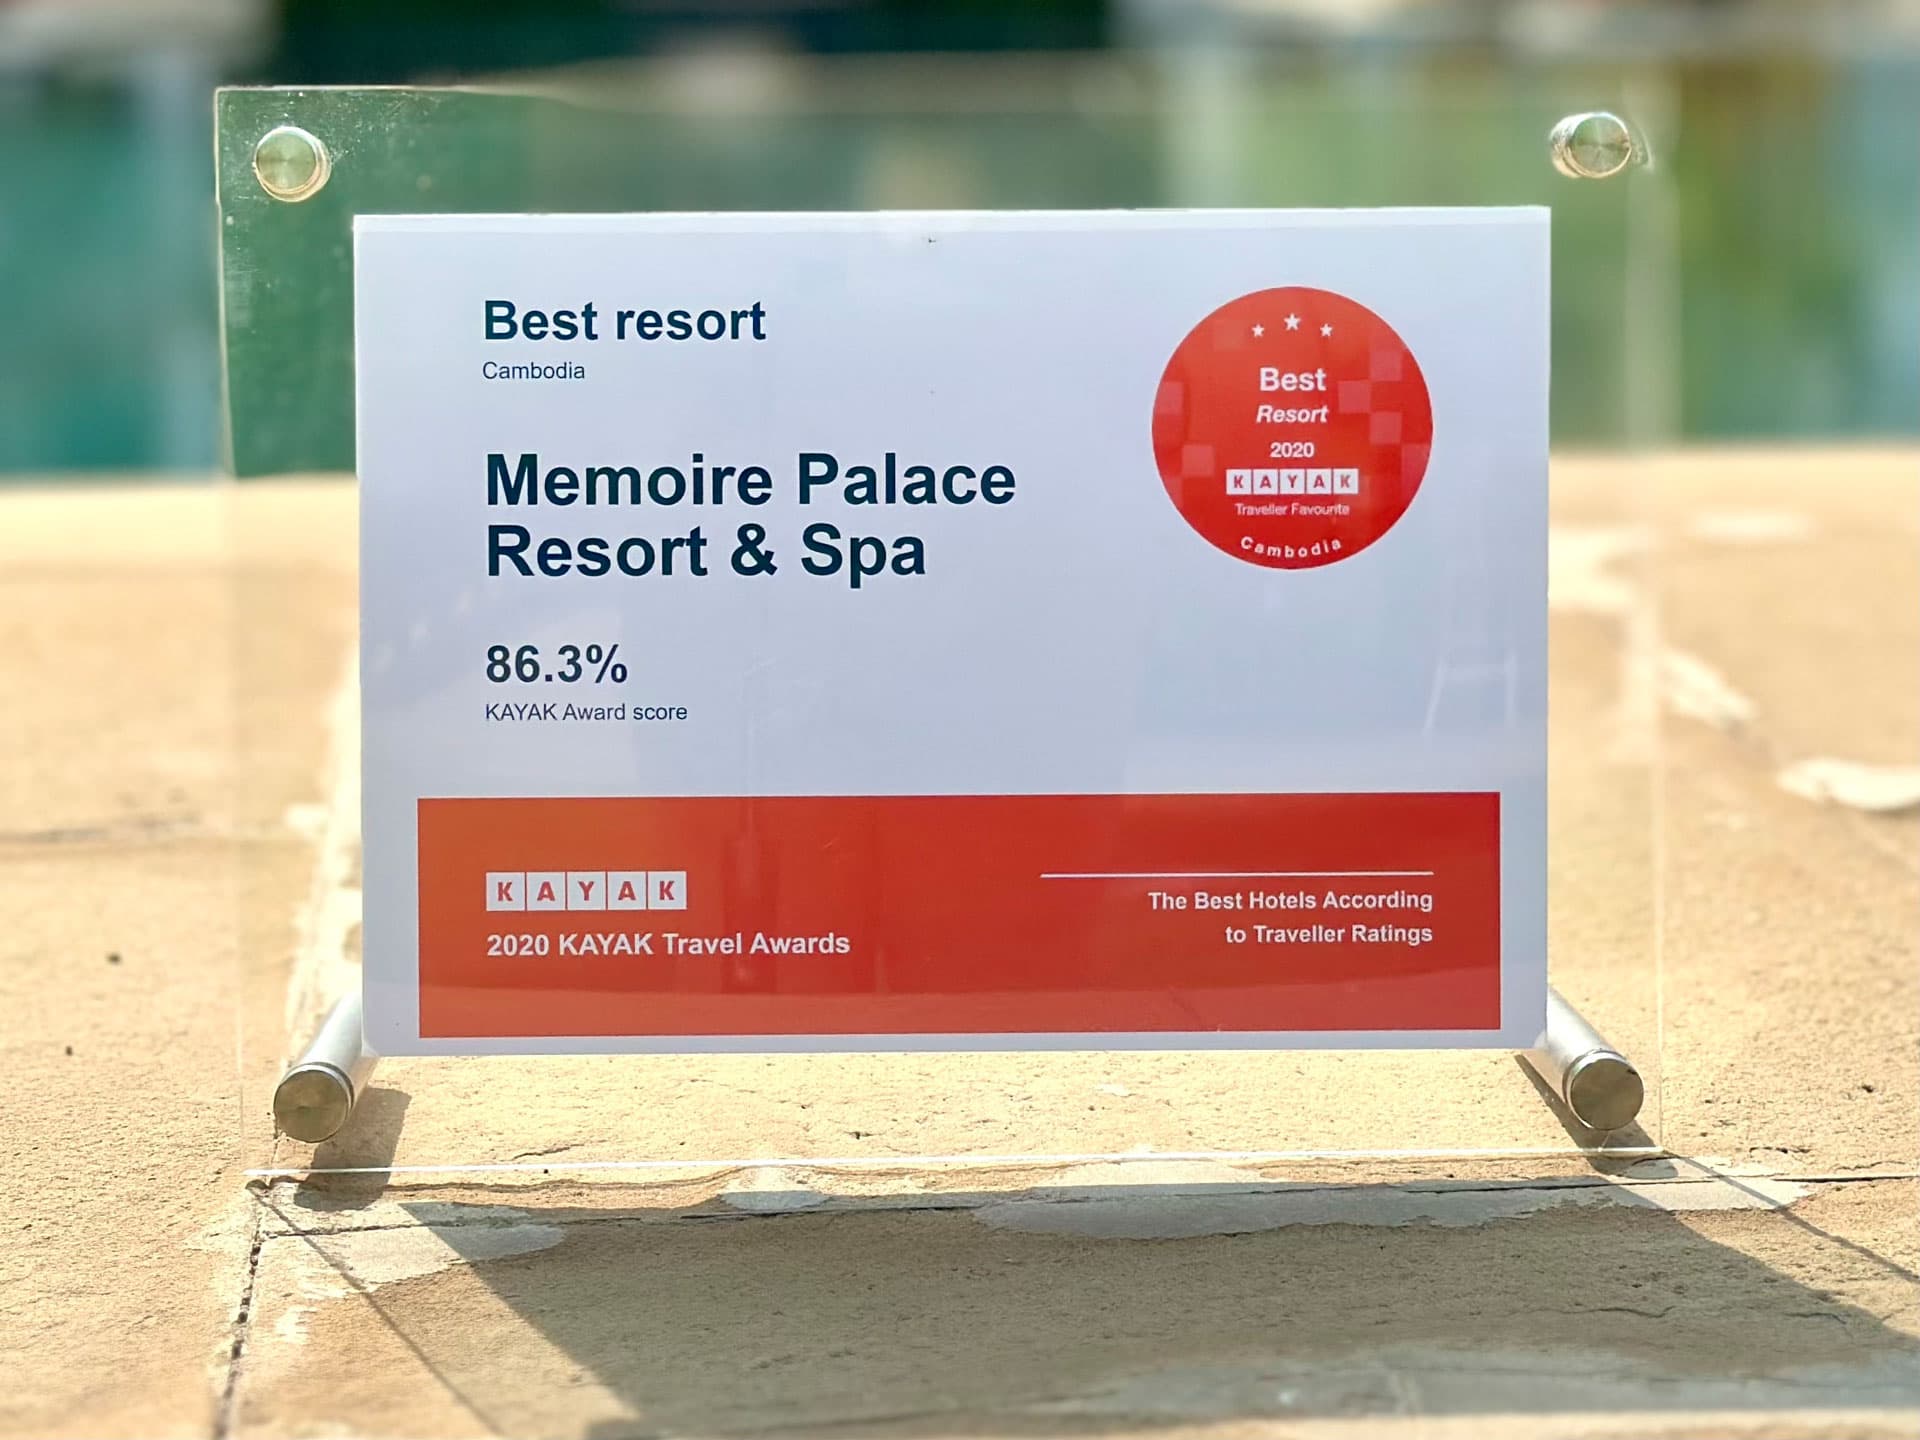 Best resort
Cambodia
Memoire Palace
Resort & Spa
86.3%
KAYAK Award score
Best
Resort
2020
KAYAK
Traveller Favourite
Cambodia
KAYAK
2020 KAYAK Travel Awards
The Best Hotels According
to Traveller Ratings